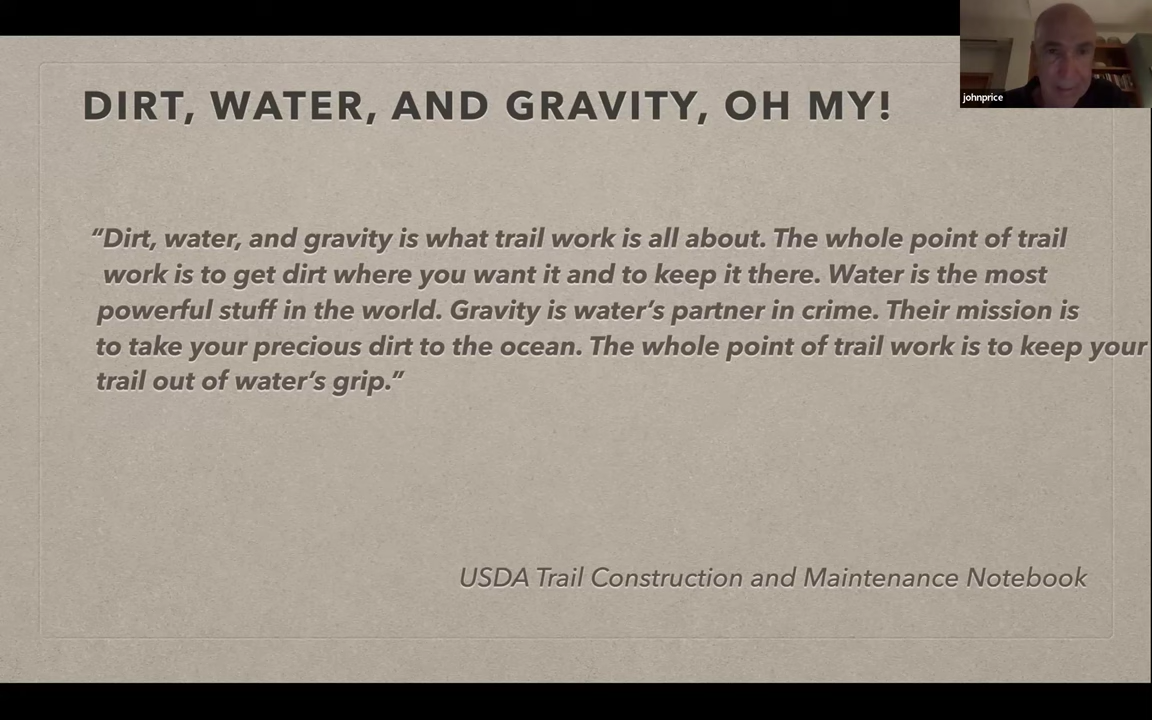 DIRT, WATER, AND GRAVITY, OH MY!
johnprice
“Dirt, water, and gravity is what trail work is all about. The whole point of trail
work is to get dirt where you want it and to keep it there. Water is the most
powerful stuff in the world. Gravity is water’s partner in crime. Their mission is
to take your precious dirt to the ocean. The whole point of trail work is to keep your
trail out of water’s grip.”
USDA Trail Construction and Maintenance Notebook